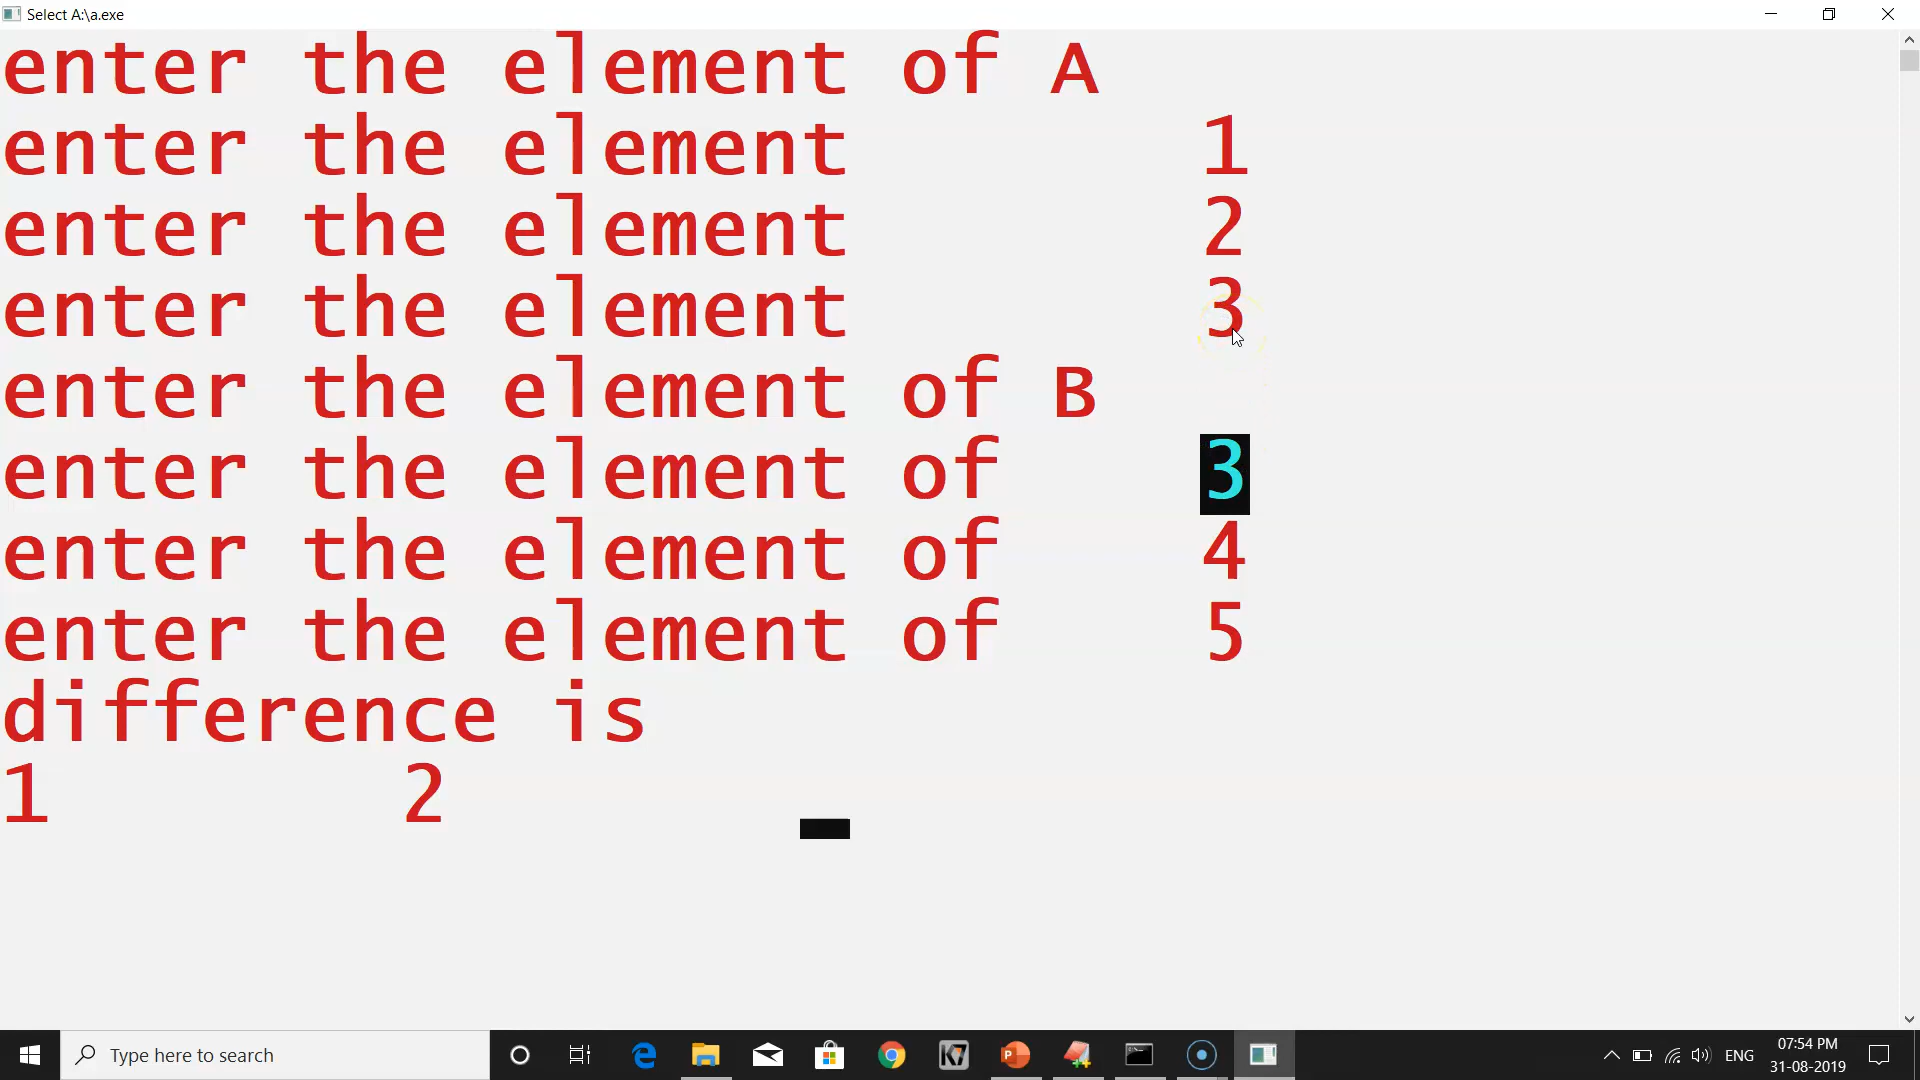 Select A:\a.exe
enter the element of A
enter the element 1
enter the element 2
enter the element 3
enter the element of B
enter the element of 3
enter the element of 4
enter the element of 5
difference is
1 2
Type here to search
ENG
07:54 PM
31-08-2019